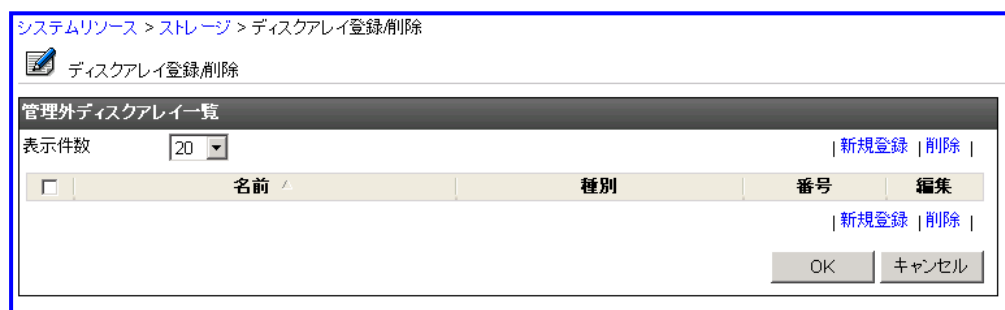 システムリソース > ストレージ > ディスクアレイ登録/削除
ディスクアレイ登録/削除
管理外ディスクアレイ一覧
表示件数 20 | 新規登録 | 削除 |
名前 種別 番号 編集
| 新規登録 | 削除 |
OK キャンセル